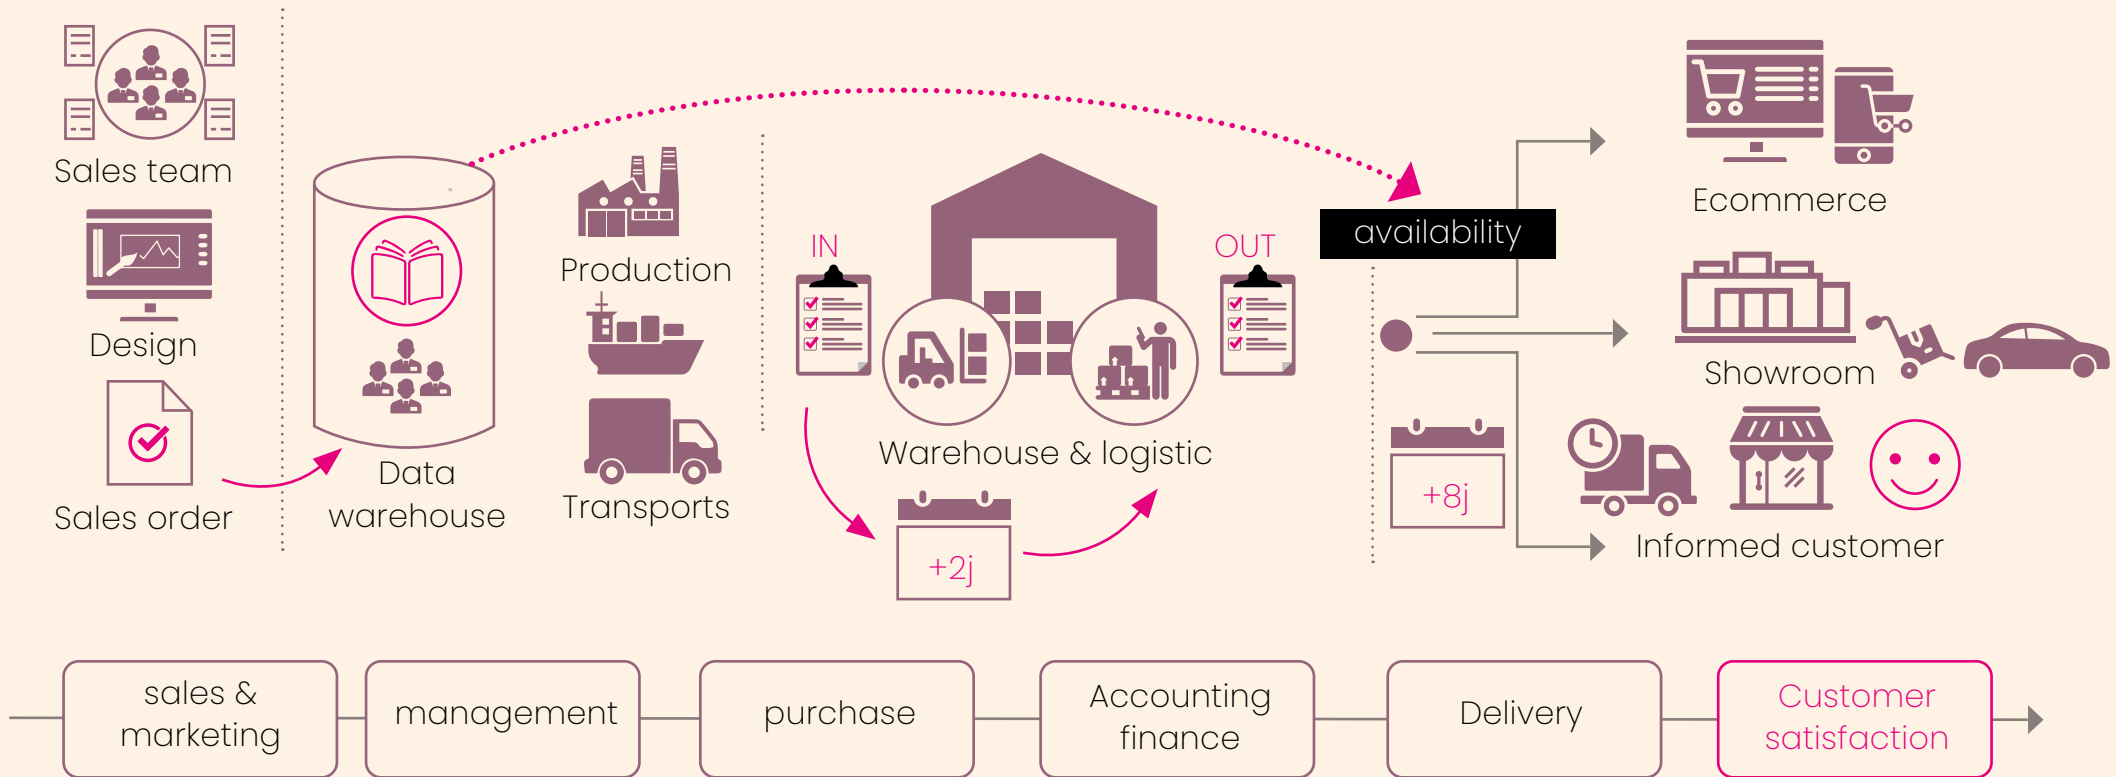 Sales team
Design
Sales order
Data
warehouse
Production
Transports
IN
OUT
Warehouse & logistic
+2j
availability
+8j
Ecommerce
Showroom
Informed customer
sales &
marketing
management
purchase
Accounting
finance
Delivery
Customer
satisfaction